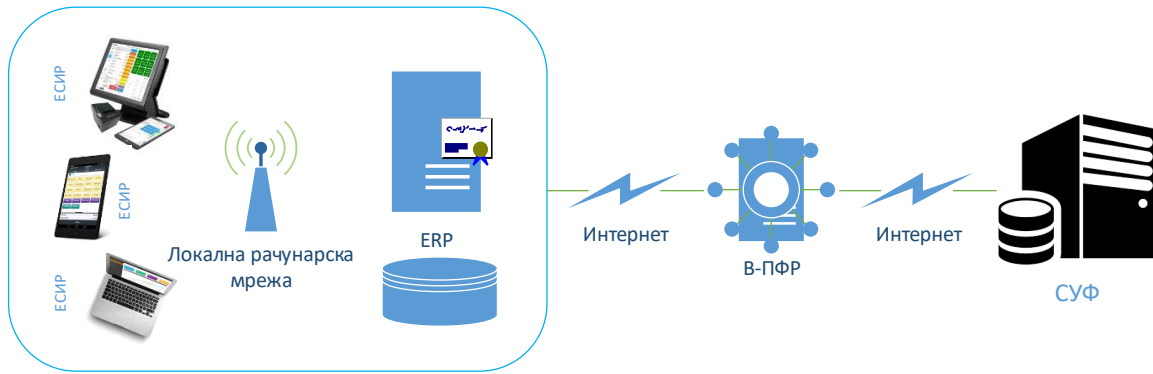 ЕСИР
ЕСИР
ЕСИР
Локална рачунарска
мрежа
ERP
Интернет
В-ПФР
Интернет
СУФ